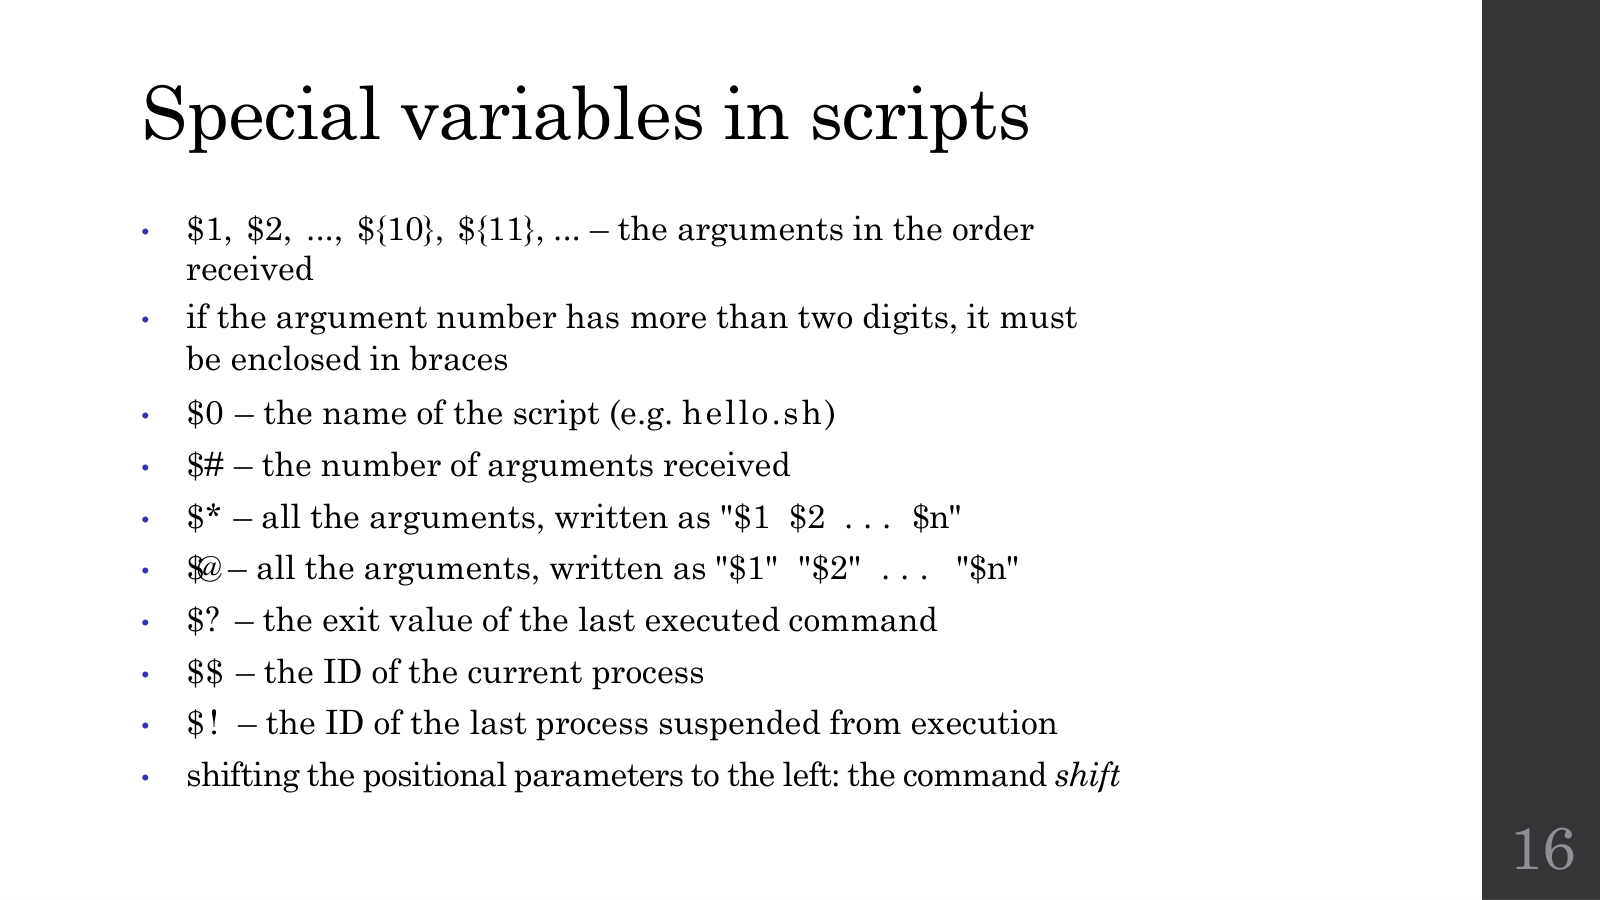 Special variables in scripts
• $1, $2, ..., ${10}, ${11}, ... – the arguments in the order
received
• if the argument number has more than two digits, it must
be enclosed in braces
• $0 – the name of the script (e.g. hello.sh)
• $# – the number of arguments received
• $* – all the arguments, written as "$1 $2 ... $n"
• $@ – all the arguments, written as "$1" "$2" ... "$n"
• $? – the exit value of the last executed command
• $$ – the ID of the current process
• $! – the ID of the last process suspended from execution
• shifting the positional parameters to the left: the command shift
16